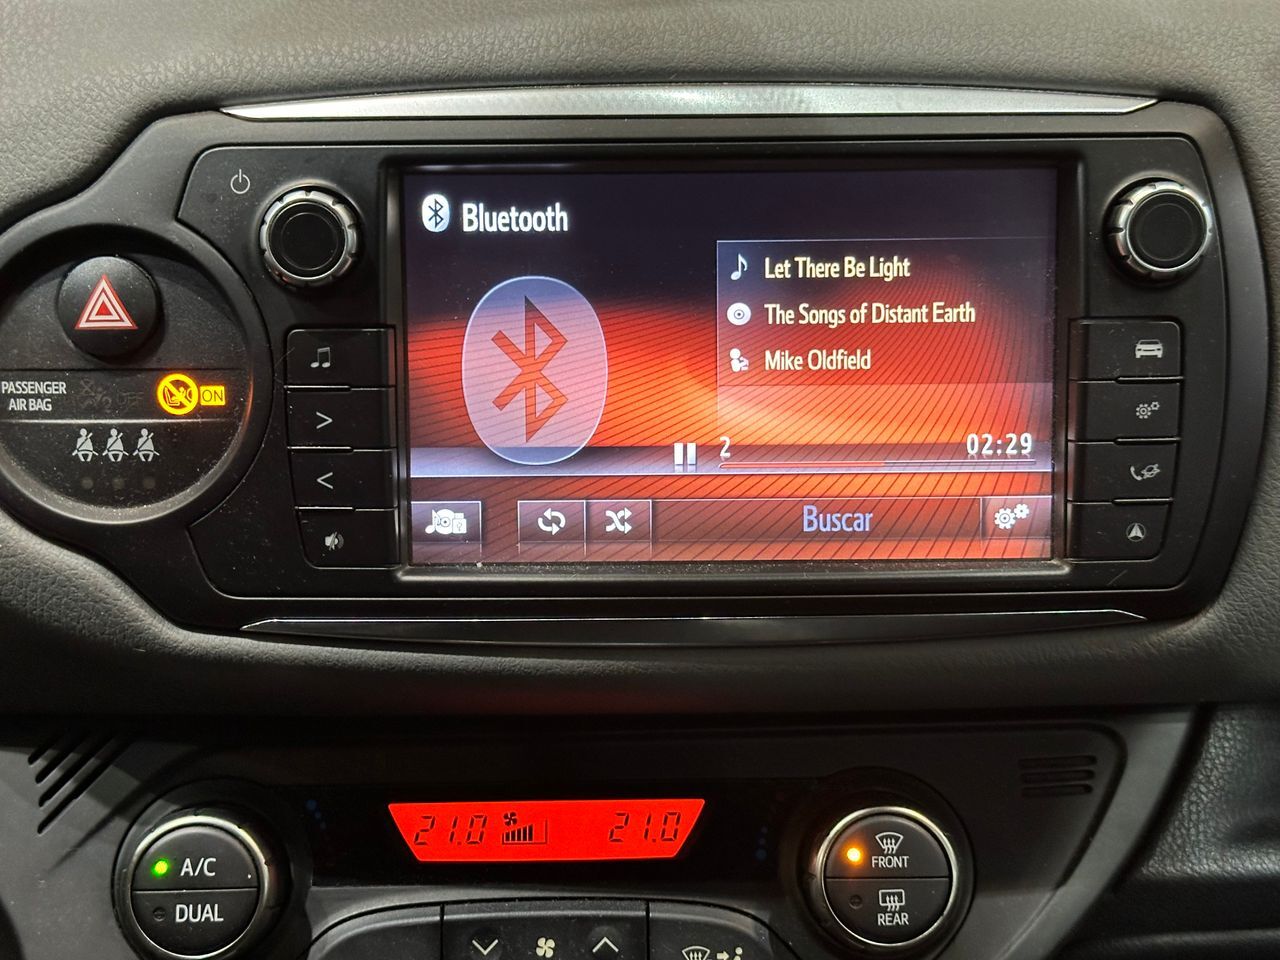 Bluetooth
Let There Be Light
The Songs of Distant Earth
Mike Oldfield
2
02:29
Buscar
PASSENGER
AIR BAG
OFF
ON
21.0
21.0
A/C
DUAL
FRONT
REAR